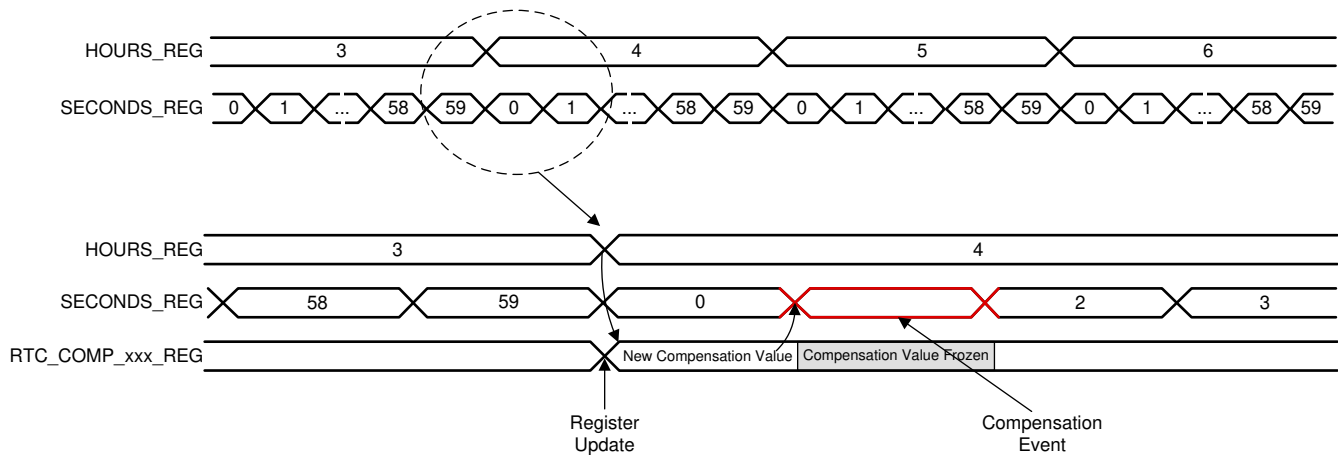 HOURS_REG 3 4 5 6
SECONDS_REG 0 1 ... 58 59 0 1 ... 58 59 0 1 ... 58 59 0 1 ... 58 59
HOURS_REG 3 4
SECONDS_REG 58 59 0 2 3
RTC_COMP_xxx_REG New Compensation Value Compensation Value Frozen
Register
Update
Compensation
Event